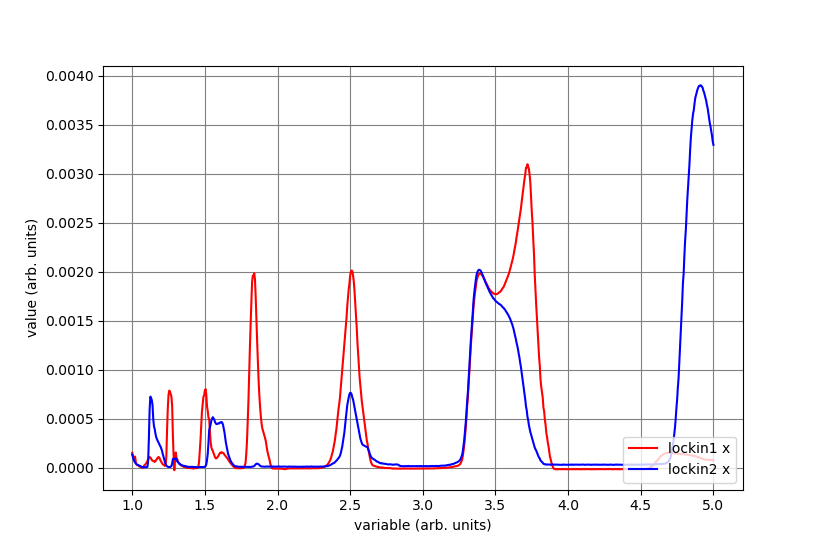 0.0040
0.0035
0.0030
0.0025
0.0020
0.0015
0.0010
0.0005
0.0000
value (arb. units)
1.0 1.5 2.0 2.5 3.0 3.5 4.0 4.5 5.0
variable (arb. units)
lockin1 x
lockin2 x